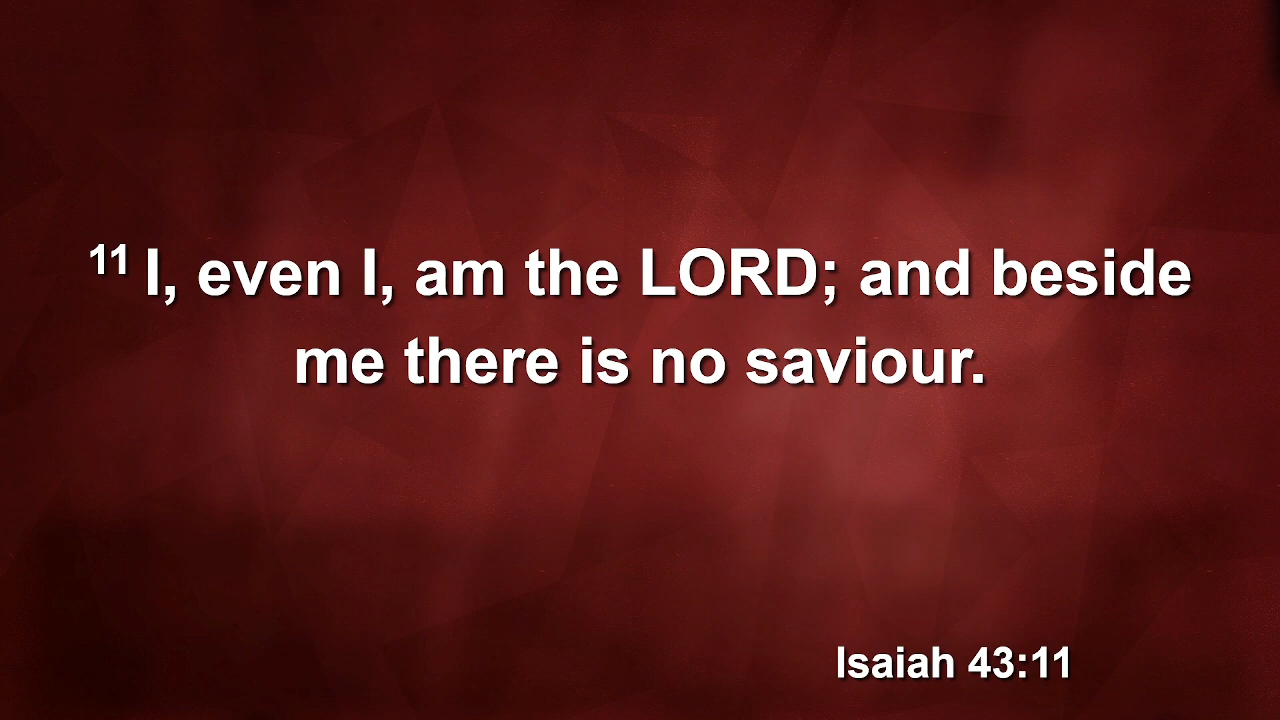 11 I, even I, am the LORD; and beside
me there is no saviour.
Isaiah 43:11